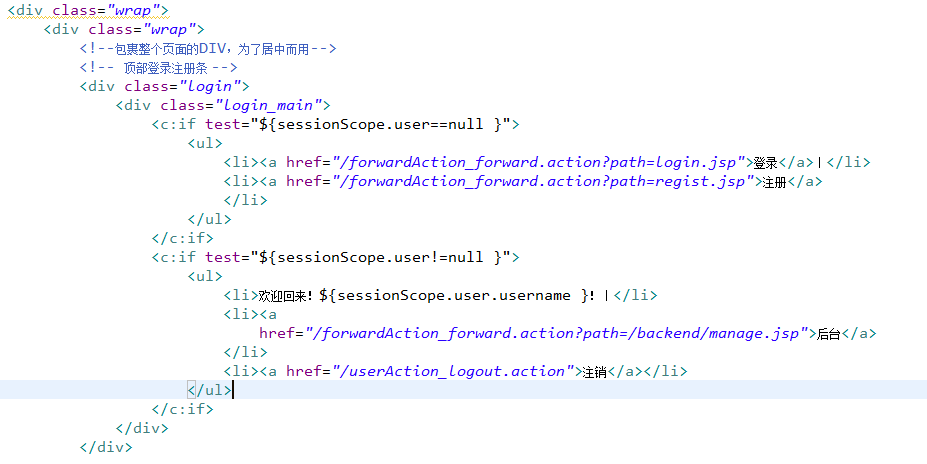 <div class="wrap">
<div class="wrap">
<!--包裹整个页面的DIV，为了居中而用-->
<!-- 顶部登录注册条 -->
<div class="login">
<div class="login_main">
<c:if test="${sessionScope.user==null }">
<ul>
<li><a href="/forwardAction_forward.action?path=login.jsp">登录</a>|</li>
<li><a href="/forwardAction_forward.action?path=regist.jsp">注册</a>
</li>
</ul>
</c:if>
<c:if test="${sessionScope.user!=null }">
<ul>
<li>欢迎回来！${sessionScope.user.username }！|</li>
<li><a
href="/forwardAction_forward.action?path=/backend/manage.jsp">后台</a>
</li>
<li><a href="/userAction_logout.action">注销</a></li>
</ul>
</c:if>
</div>
</div>